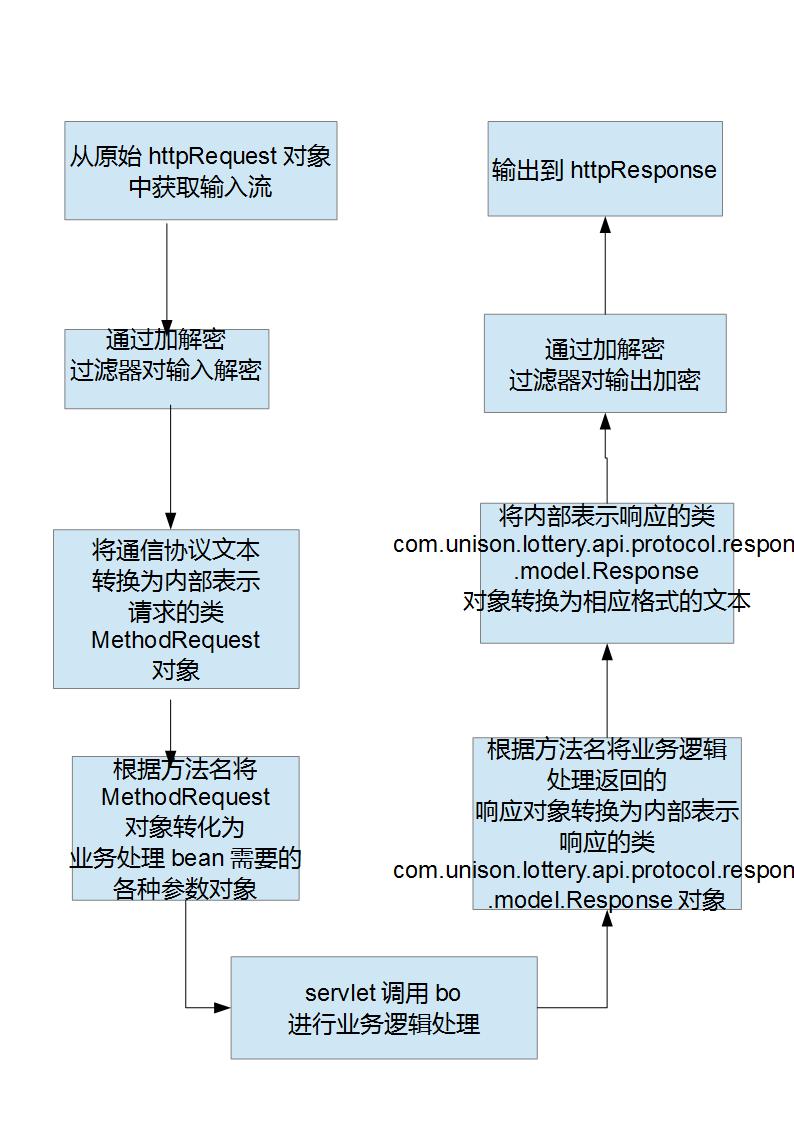 从原始 httpRequest 对象
中获取输入流
通过加解密
过滤器对输入解密
将通信协议文本
转换为内部表示
请求的类
MethodRequest
对象
根据方法名将
MethodRequest
对象转化为
业务处理 bean 需要的
各种参数对象
servlet 调用 bo
进行业务逻辑处理
根据方法名将业务逻辑
处理返回的
响应对象转换为内部表示
响应的类
com.unison.lottery.api.protocol.respon
.model.Response 对象
将内部表示响应的类
com.unison.lottery.api.protocol.respon
.model.Response
对象转换为相应格式的文本
通过加解密
过滤器对输出加密
输出到 httpResponse